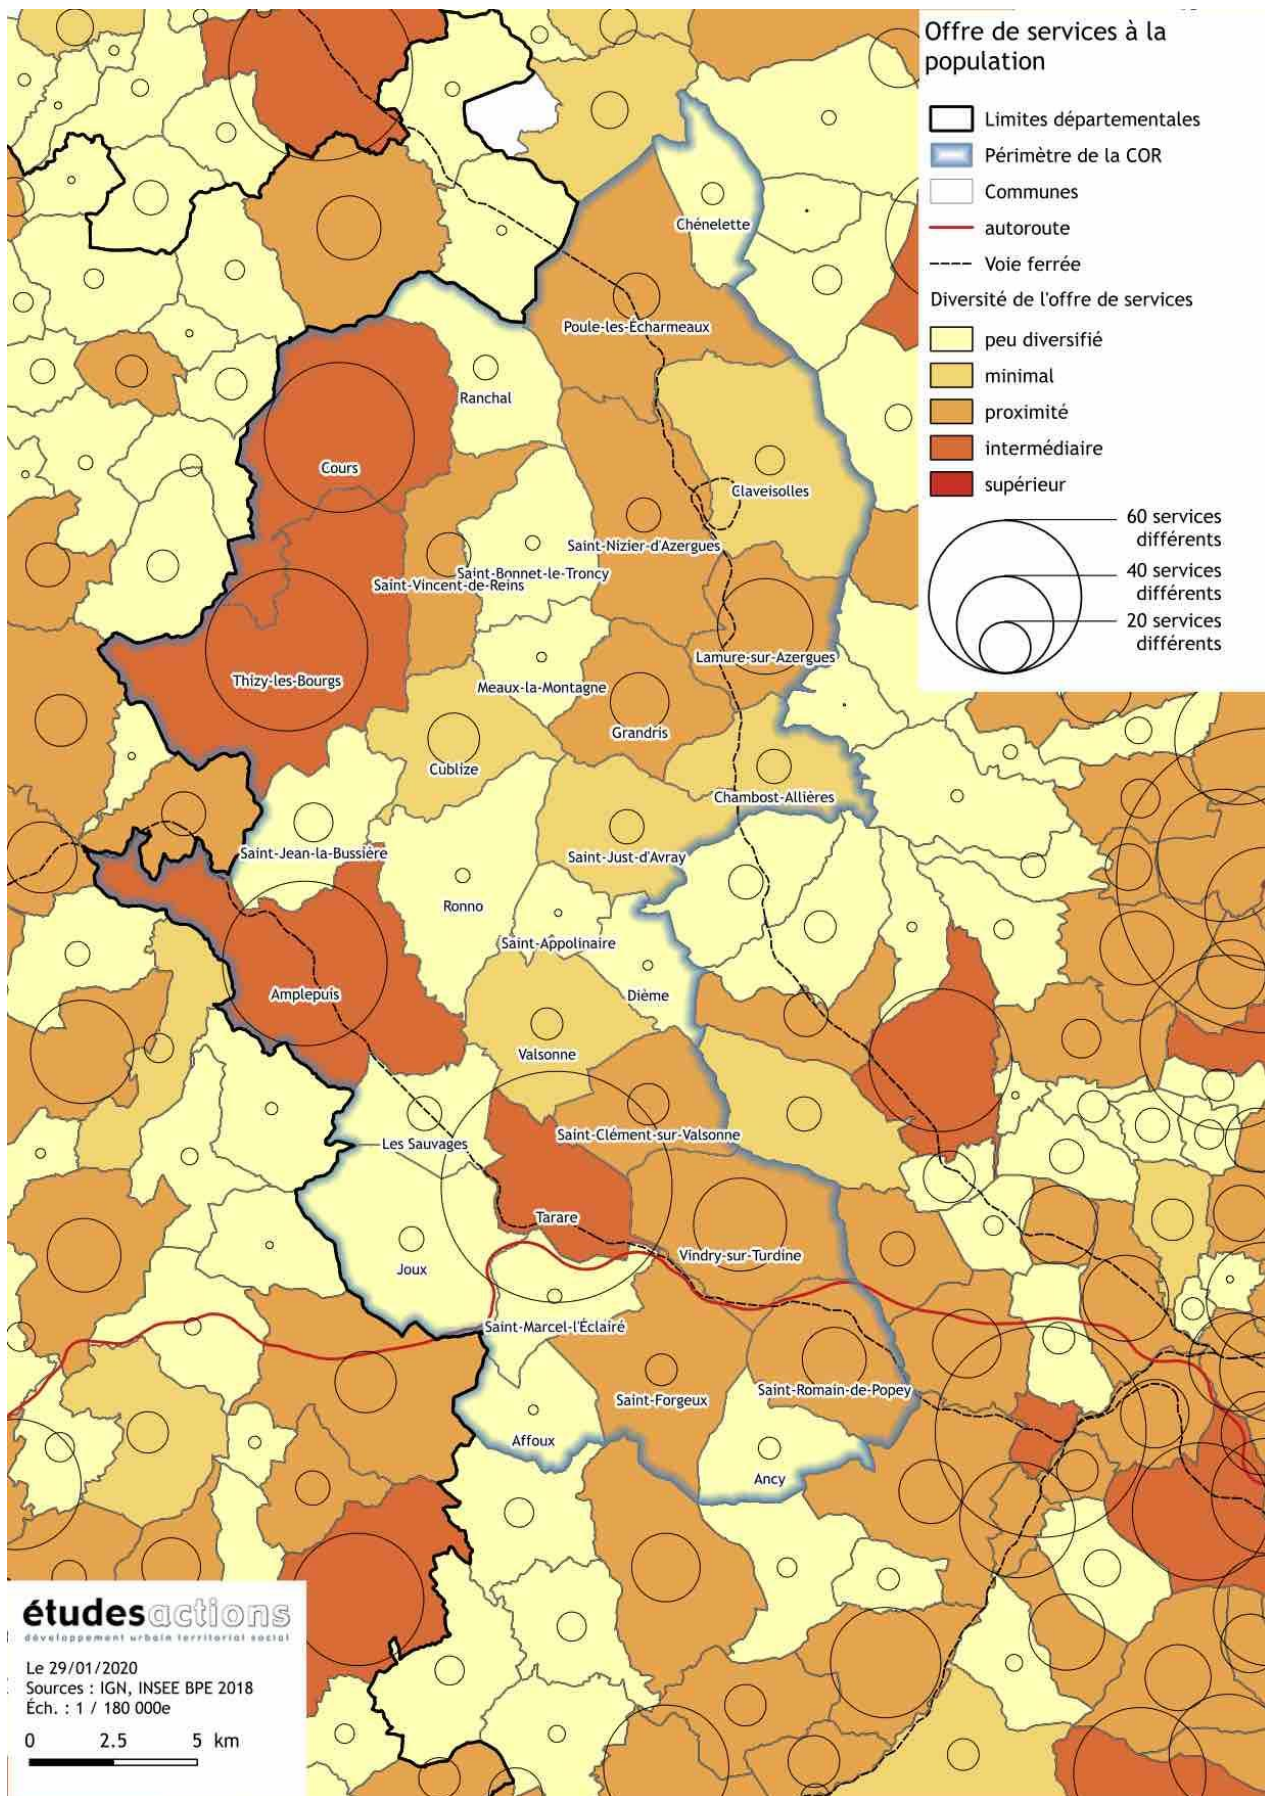 Offre de services à la
population
Limites départementales
Périmètre de la COR
Communes
autoroute
Voie ferrée
Diversité de l'offre de services
peu diversifié
minimal
proximité
intermédiaire
supérieur
60 services
différents
40 services
différents
20 services
différents
Chénelette
Poule-les-Écharmeaux
Ranchal
Cours
Claveisolles
Saint-Nizier-d'Azergues
Saint-Bonnet-le-Troncy
Saint-Vincent-de-Reins
Lamure-sur-Azergues
Thizy-les-Bourgs
Meaux-la-Montagne
Grandris
Cublize
Chambost-Allières
Saint-Jean-la-Bussière
Saint-Just-d'Avray
Ronno
Saint-Appolinaire
Amplepuis
Dième
Valsonne
Saint-Clément-sur-Valsonne
Les Sauvages
Tarare
Vindry-sur-Turdine
Joux
Saint-Marcel-l'Éclairé
Saint-Romain-de-Popey
Saint-Forgeux
Affoux
Ancy
étudesactions
développement urbain territorial social
Le 29/01/2020
Sources : IGN, INSEE BPE 2018
Éch. : 1 / 180 000e
0 2.5 5 km